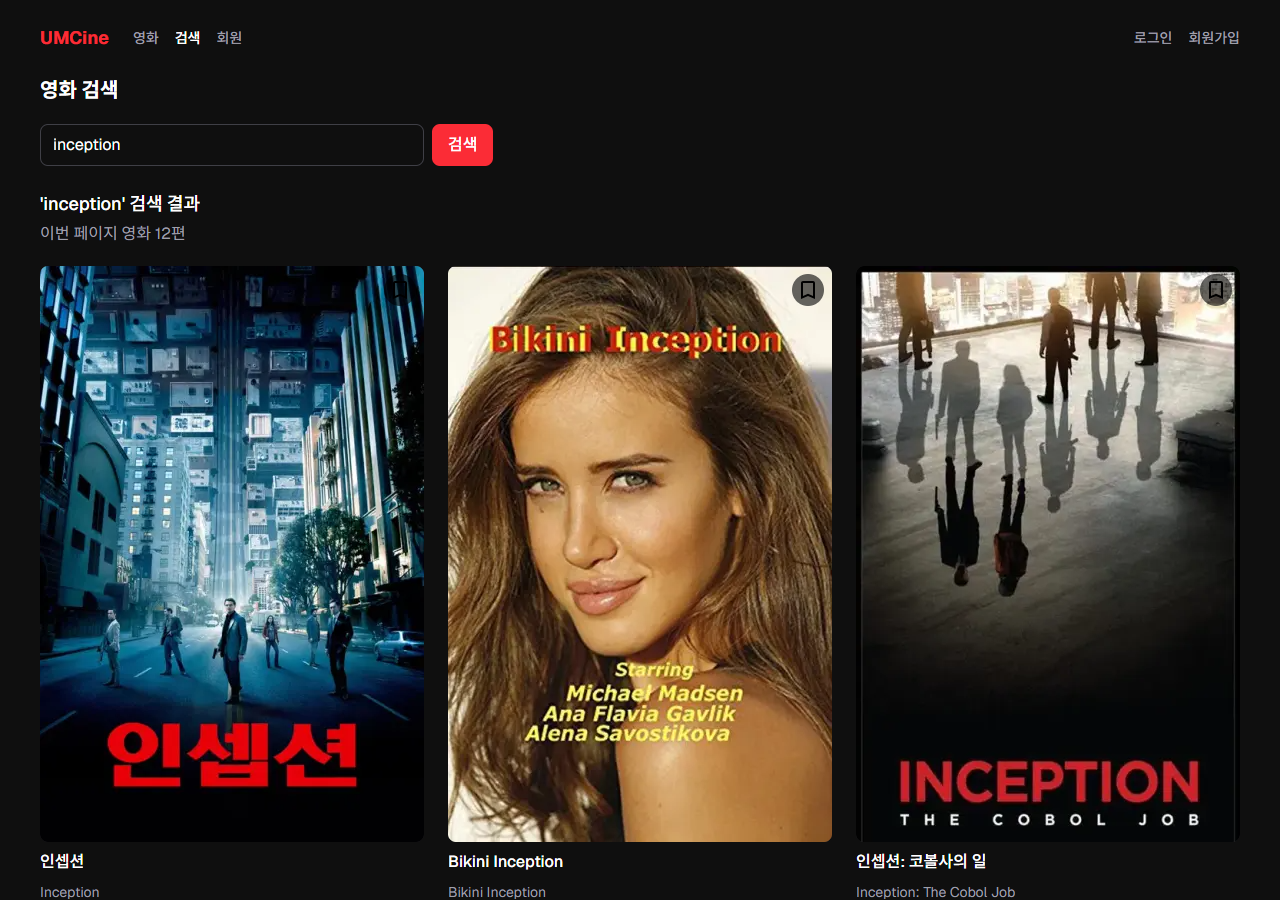 UMCine 영화 검색 회원 로그인 회원가입
영화 검색
inception 검색
'inception' 검색 결과
이번 페이지 영화 12편
인셉션
Bikini Inception
Starring
Michael Madsen
Ana Flavia Gavlik
Alena Savostikova
INCEPTION
THE COBOL JOB
인셉션 Bikini Inception 인셉션: 코볼사의 일
Inception Bikini Inception Inception: The Cobol Job